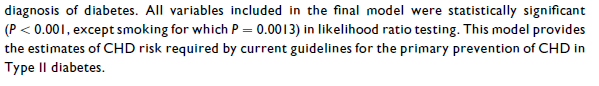 diagnosis of diabetes. All variables included in the final model were statistically significant
(P < 0.001, except smoking for which P = 0.0013) in likelihood ratio testing. This model provides
the estimates of CHD risk required by current guidelines for the primary prevention of CHD in
Type II diabetes.